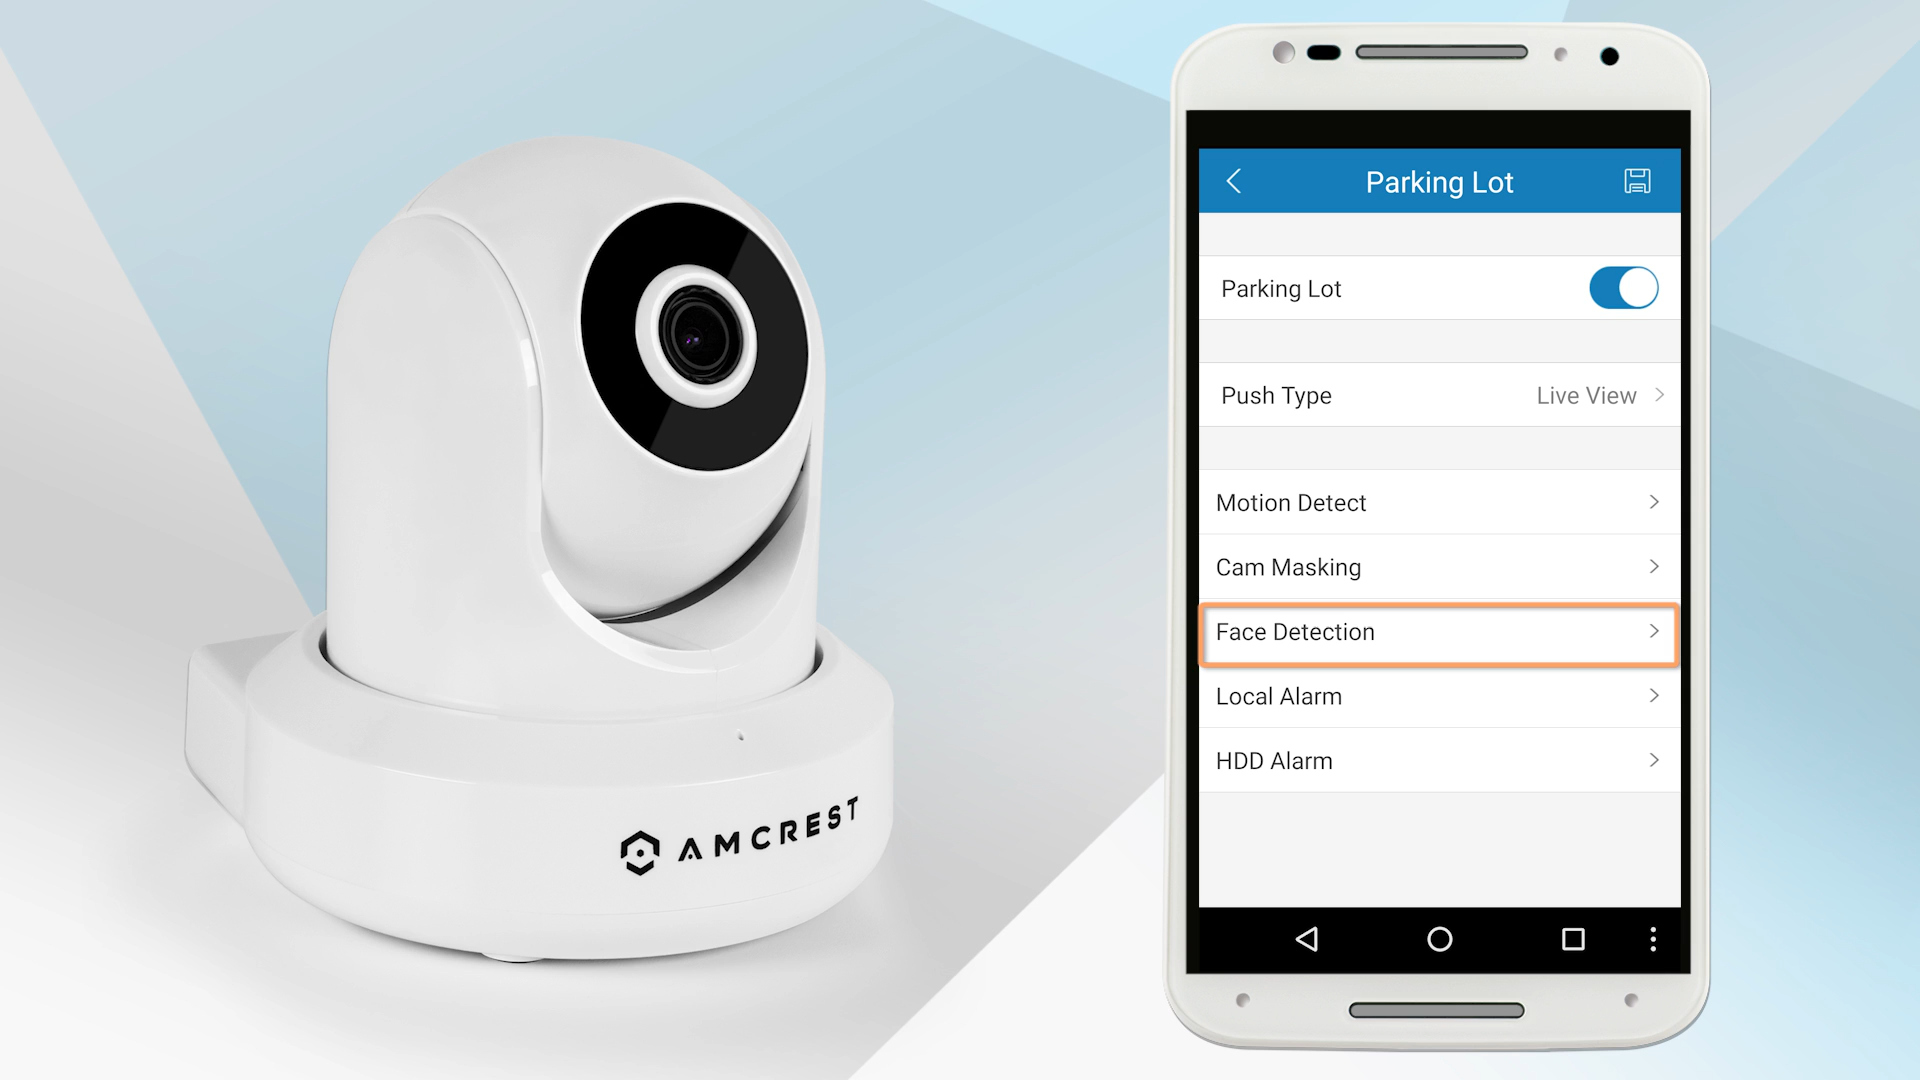 AMCREST
Parking Lot
Parking Lot
Push Type Live View
Motion Detect
Cam Masking
Face Detection
Local Alarm
HDD Alarm